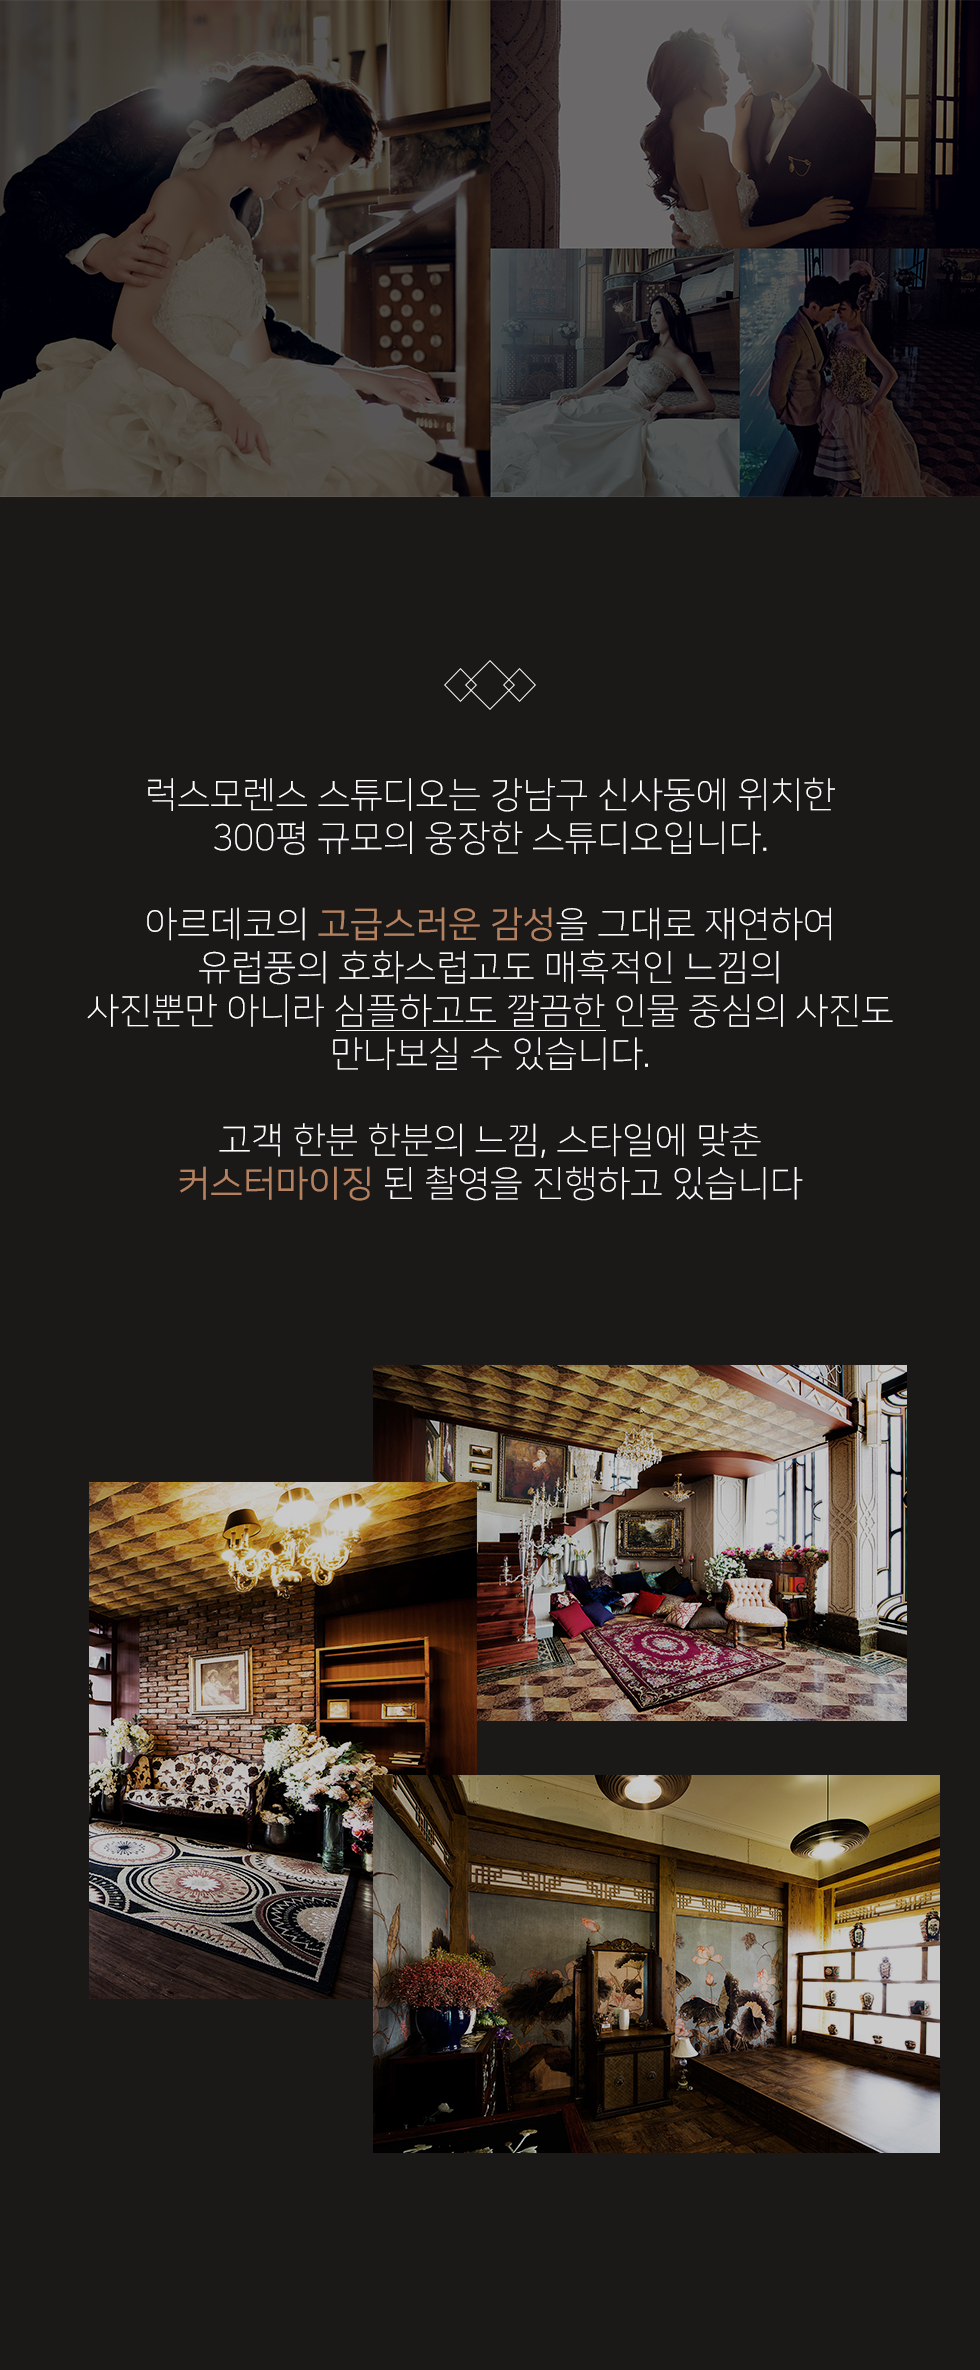 럭스모렌스 스튜디오는 강남구 신사동에 위치한
300평 규모의 웅장한 스튜디오입니다.
아르데코의 고급스러운 감성을 그대로 재연하여
유럽풍의 호화스럽고도 매혹적인 느낌의
사진뿐만 아니라 심플하고도 깔끔한 인물 중심의 사진도
만나보실 수 있습니다.
고객 한분 한분의 느낌, 스타일에 맞춘
커스터마이징 된 촬영을 진행하고 있습니다